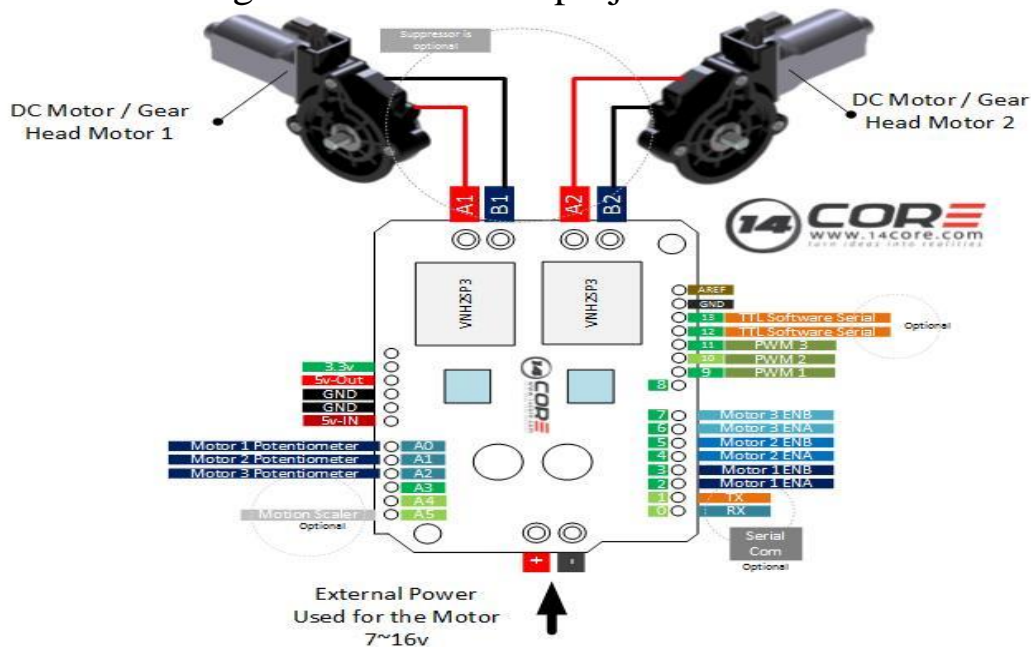 Suppressor is
optional
DC Motor / Gear
Head Motor 1
DC Motor / Gear
Head Motor 2
A1
B1
A2
B2
14 CORE
www.14core.com
turn ideas into realities
VNH2SP3
VNH2SP3
14 CORE
AREF
GND
13 TTL Software Serial
12 TTL Software Serial
Optional
11 PWM 3
10 PWM 2
9 PWM 1
8
3.3v
5v-Out
GND
GND
5v-IN
7 Motor 3 ENB
6 Motor 3 ENA
5 Motor 2 ENB
4 Motor 2 ENA
3 Motor 1 ENB
2 Motor 1 ENA
1 TX
0 RX
Motor 1 Potentiometer A0
Motor 2 Potentiometer A1
Motor 3 Potentiometer A2
A3
A4
Motion Scaler A5
Optional
Serial
Com
Optional
+ -
External Power
Used for the Motor
7~16v